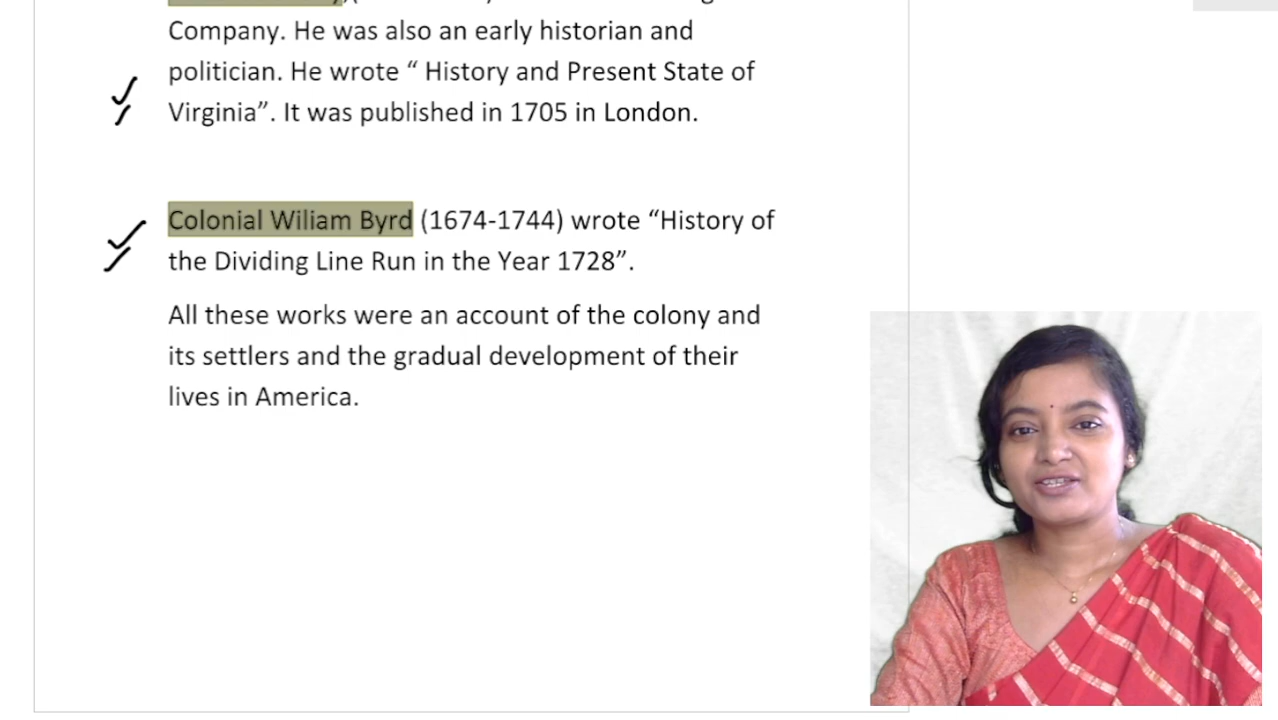 Company. He was also an early historian and
politician. He wrote “ History and Present State of
Virginia”. It was published in 1705 in London.
Colonial Wiliam Byrd (1674-1744) wrote “History of
the Dividing Line Run in the Year 1728”.
All these works were an account of the colony and
its settlers and the gradual development of their
lives in America.